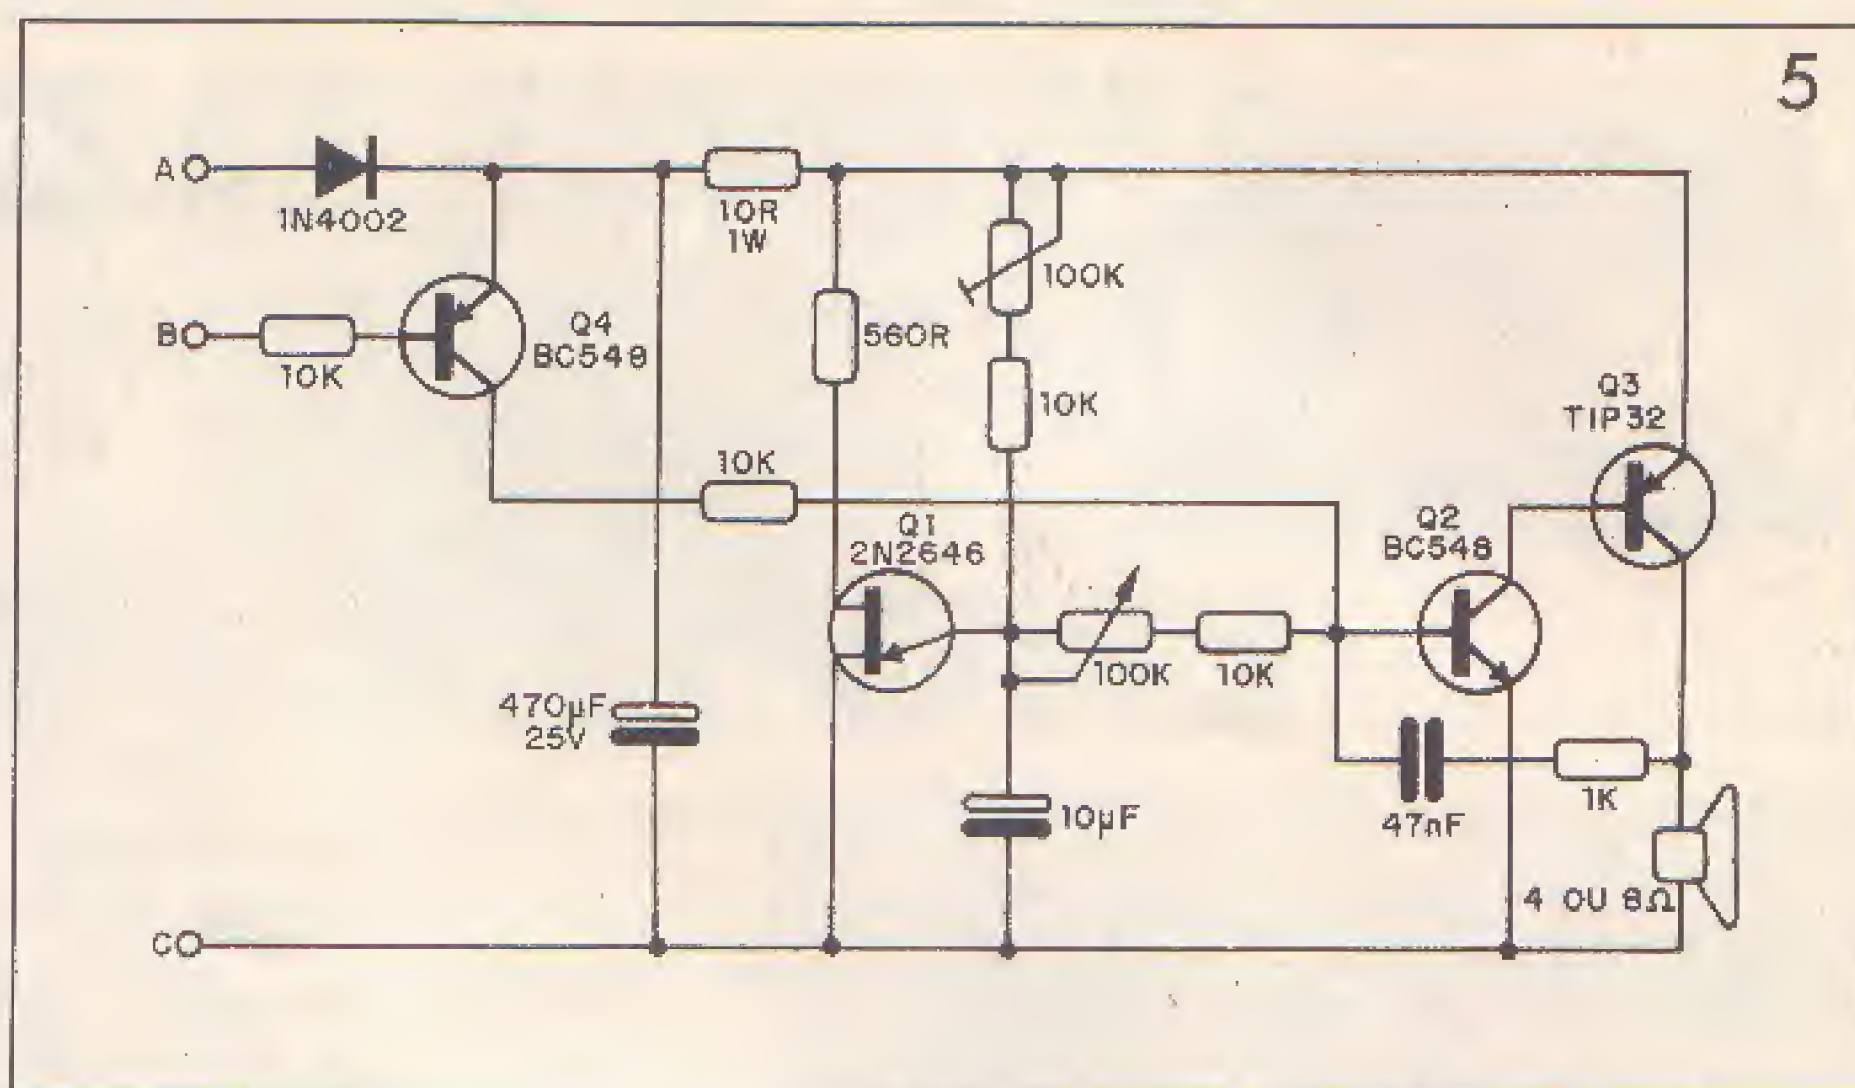 5
A
1N4002
10R
1W
100K
B
10K
Q4
BC548
560R
10K
Q3
TIP32
10K
Q1
2N2646
Q2
BC548
100K
10K
470µF
25V
10µF
1K
47nF
4 OU 8Ω
C